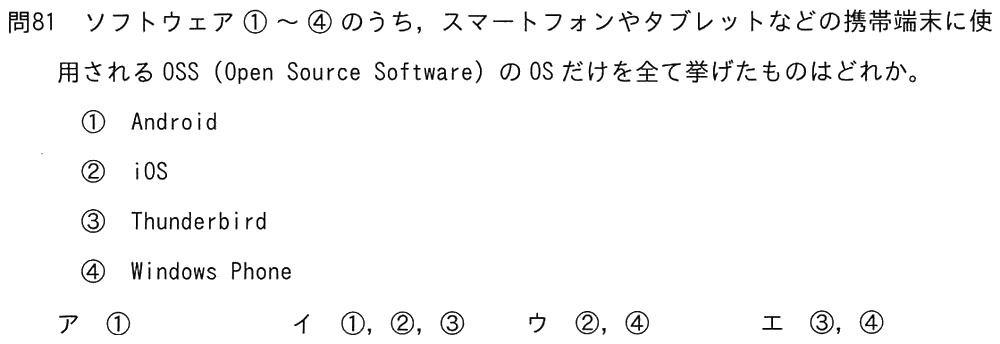 問81 ソフトウェア①～④のうち，スマートフォンやタブレットなどの携帯端末に使
用されるOSS（Open Source Software）のOSだけを全て挙げたものはどれか。
① Android
② iOS
③ Thunderbird
④ Windows Phone
ア ① イ ①，②，③ ウ ②，④ エ ③，④